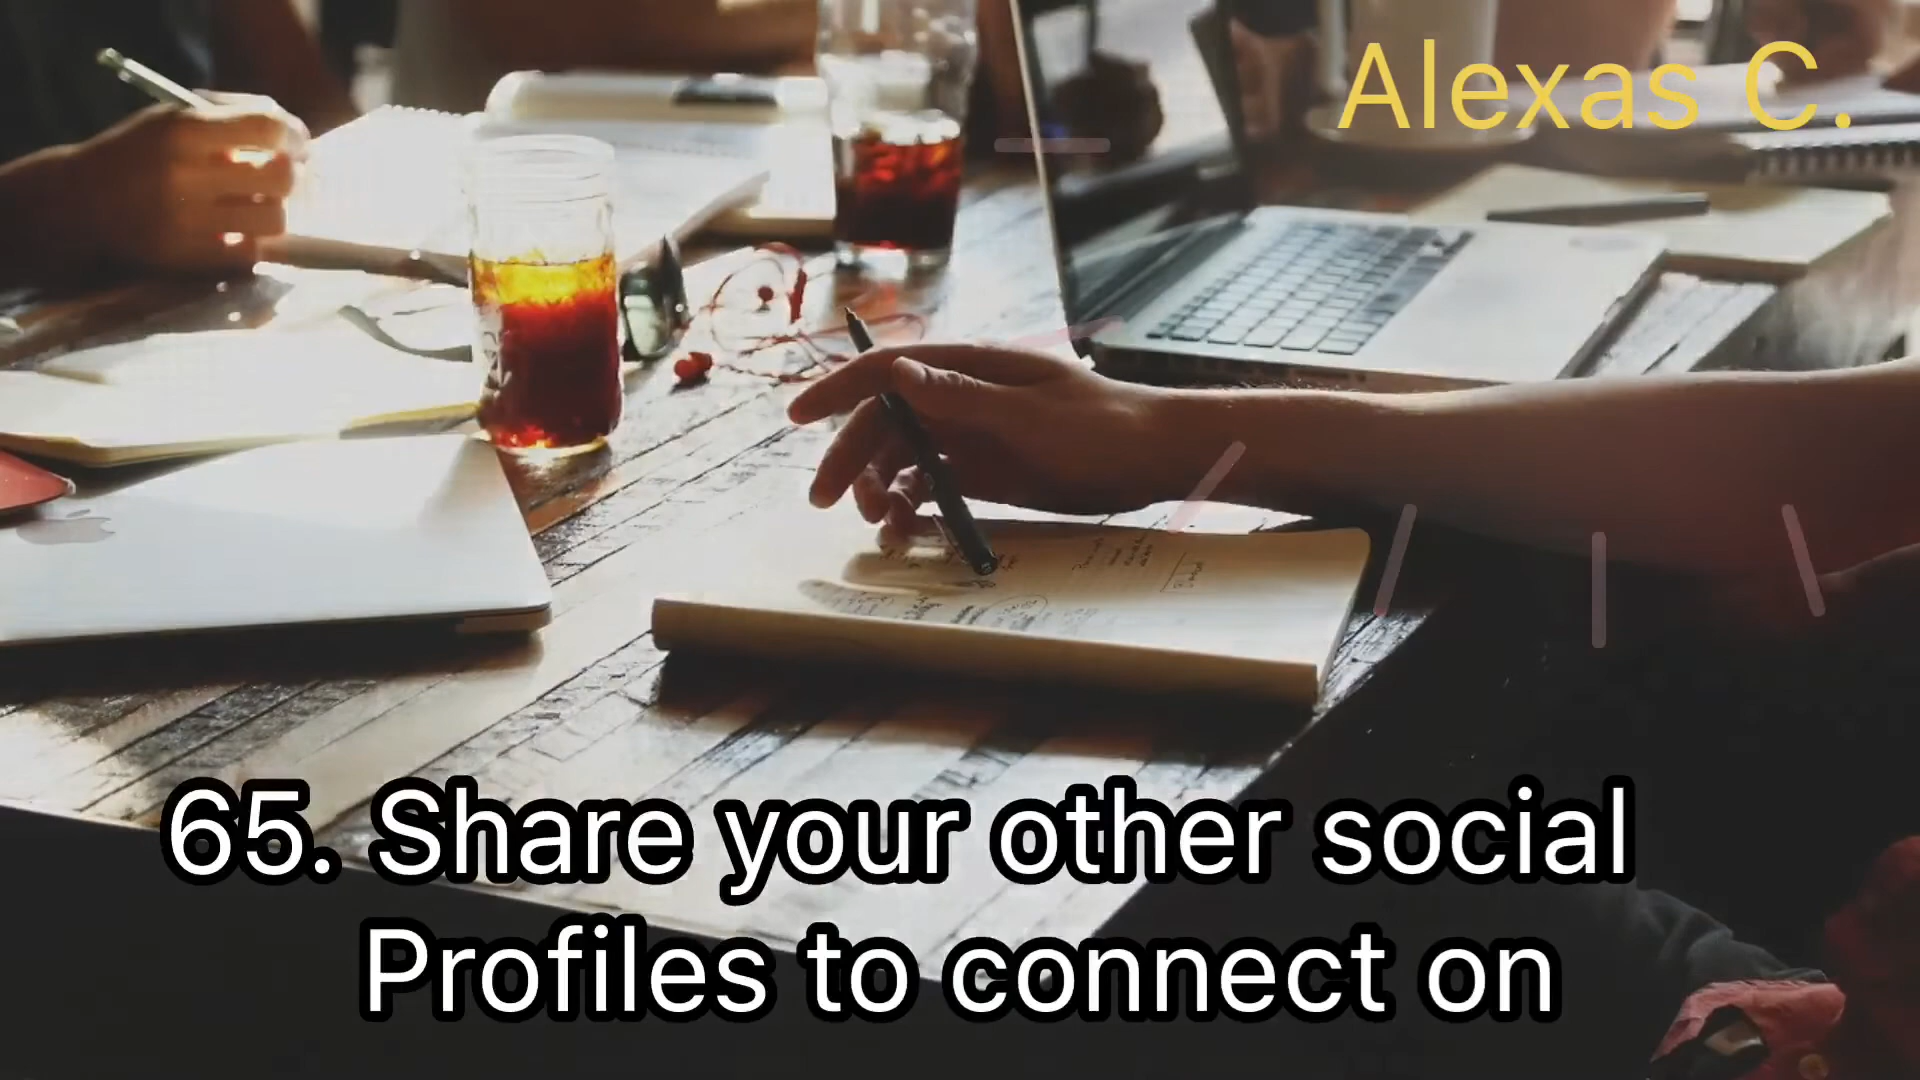 Alexas C.
65. Share your other social
Profiles to connect on